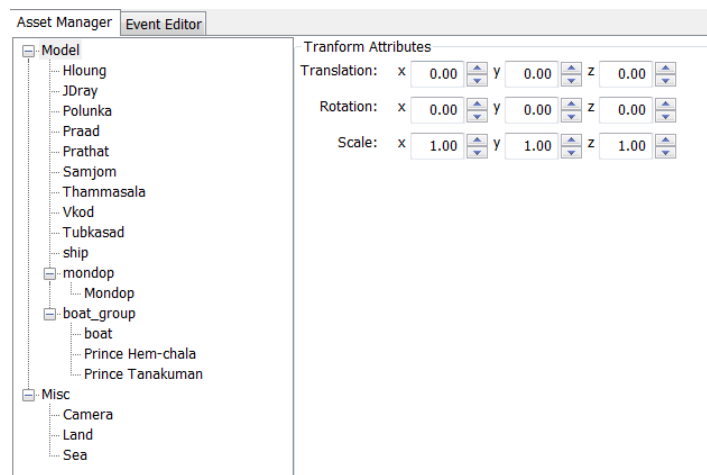 Asset Manager Event Editor
Model
Hloung
JDray
Polunka
Praad
Prathat
Samjom
Thammasala
Vkod
Tubkasad
ship
mondop
Mondop
boat_group
boat
Prince Hem-chala
Prince Tanakuman
Misc
Camera
Land
Sea
Tranform Attributes
Translation: x 0.00 y 0.00 z 0.00
Rotation: x 0.00 y 0.00 z 0.00
Scale: x 1.00 y 1.00 z 1.00